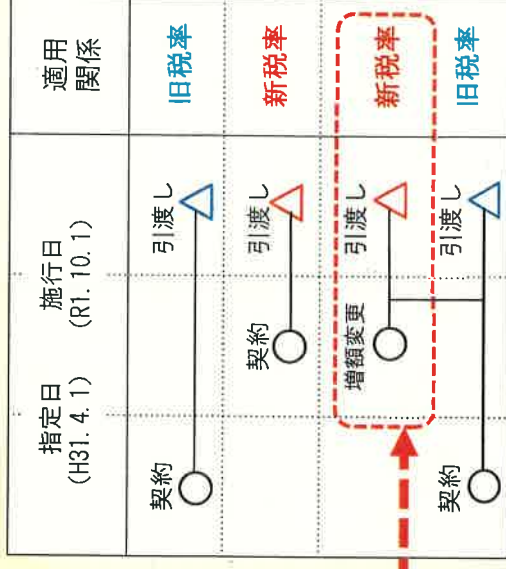 指定日
(H31.4.1)
施行日
(R1.10.1)
適用
関係
契約
引渡し
旧税率
契約
引渡し
新税率
増額変更
引渡し
新税率
契約
引渡し
旧税率